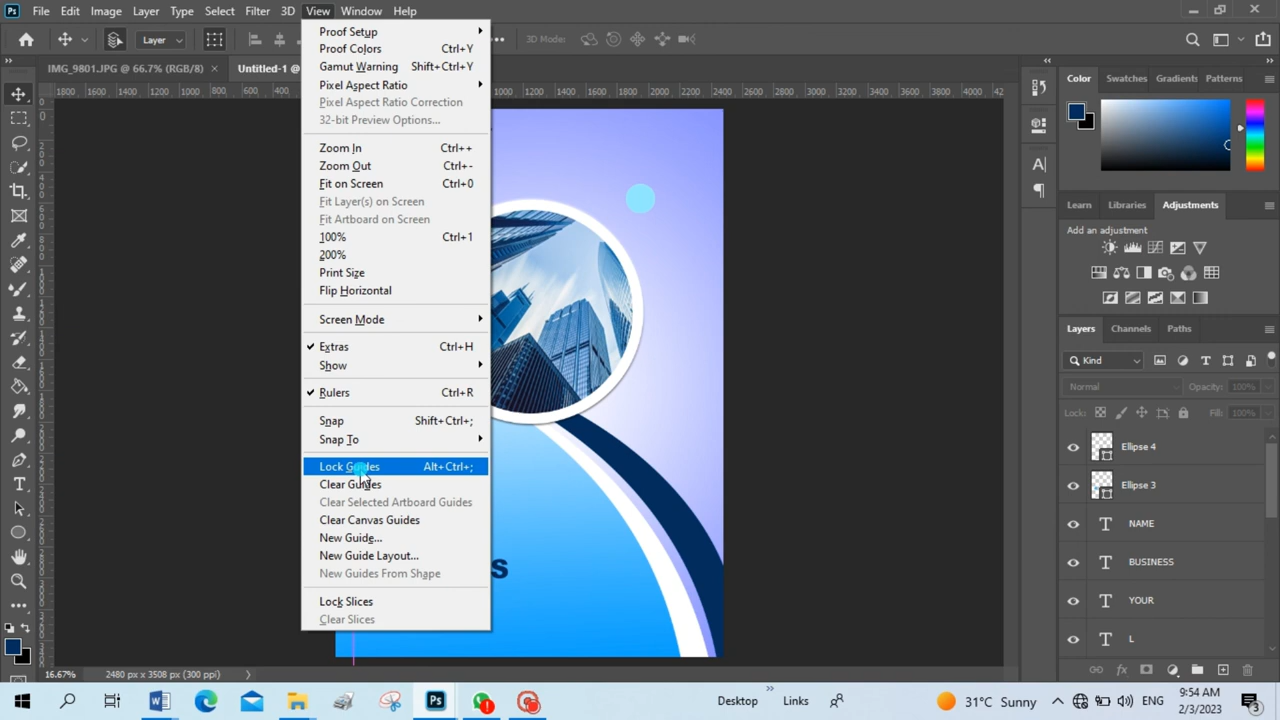 Ps File Edit Image Layer Type Select Filter 3D View Window Help
Layer
3D Mode:
IMG_9801.JPG @ 66.7% (RGB/8) ×
Untitled-1 @
1800 1600 1400 1200 1000 800 600 400 1000 1200 1400 1600 1800 2000 2200 2400 2600 2800 3000 3200 3400 3600 3800 4000
Proof Setup
Proof Colors Ctrl+Y
Gamut Warning Shift+Ctrl+Y
Pixel Aspect Ratio
Pixel Aspect Ratio Correction
32-bit Preview Options...
Zoom In Ctrl++
Zoom Out Ctrl+-
Fit on Screen Ctrl+0
Fit Layer(s) on Screen
Fit Artboard on Screen
100% Ctrl+1
200%
Print Size
Flip Horizontal
Screen Mode
Extras Ctrl+H
Show
Rulers Ctrl+R
Snap Shift+Ctrl+;
Snap To
Lock Guides Alt+Ctrl+;
Clear Guides
Clear Selected Artboard Guides
Clear Canvas Guides
New Guide...
New Guide Layout...
New Guides From Shape
Lock Slices
Clear Slices
s
Color Swatches Gradients Patterns
Learn Libraries Adjustments
Add an adjustment
Layers Channels Paths
Kind
Normal Opacity: 100%
Lock: Fill: 100%
Ellipse 4
Ellipse 3
T NAME
T BUSINESS
T YOUR
T L
16.67% 2480 px x 3508 px (300 ppi)
Desktop Links 31°C Sunny ENG
9:54 AM
2/3/2023
3